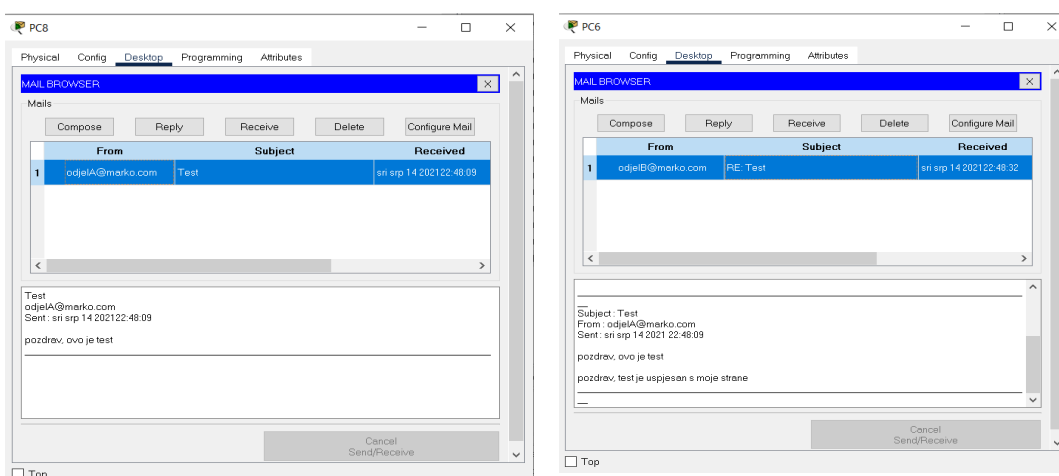 PC8
Physical Config Desktop Programming Attributes
MAIL BROWSER
Mails
Compose Reply Receive Delete Configure Mail
From Subject Received
1 odjelA@marko.com Test sri srp 14 202122:48:09
Test
odjelA@marko.com
Sent : sri srp 14 202122:48:09
pozdrav, ovo je test
Cancel
Send/Receive
Top
PC6
Physical Config Desktop Programming Attributes
MAIL BROWSER
Mails
Compose Reply Receive Delete Configure Mail
From Subject Received
1 odjelB@marko.com RE: Test sri srp 14 202122:48:32
Subject : Test
From : odjelA@marko.com
Sent : sri srp 14 2021 22:48:09
pozdrav, ovo je test
pozdrav, test je uspjesan s moje strane
Cancel
Send/Receive
Top